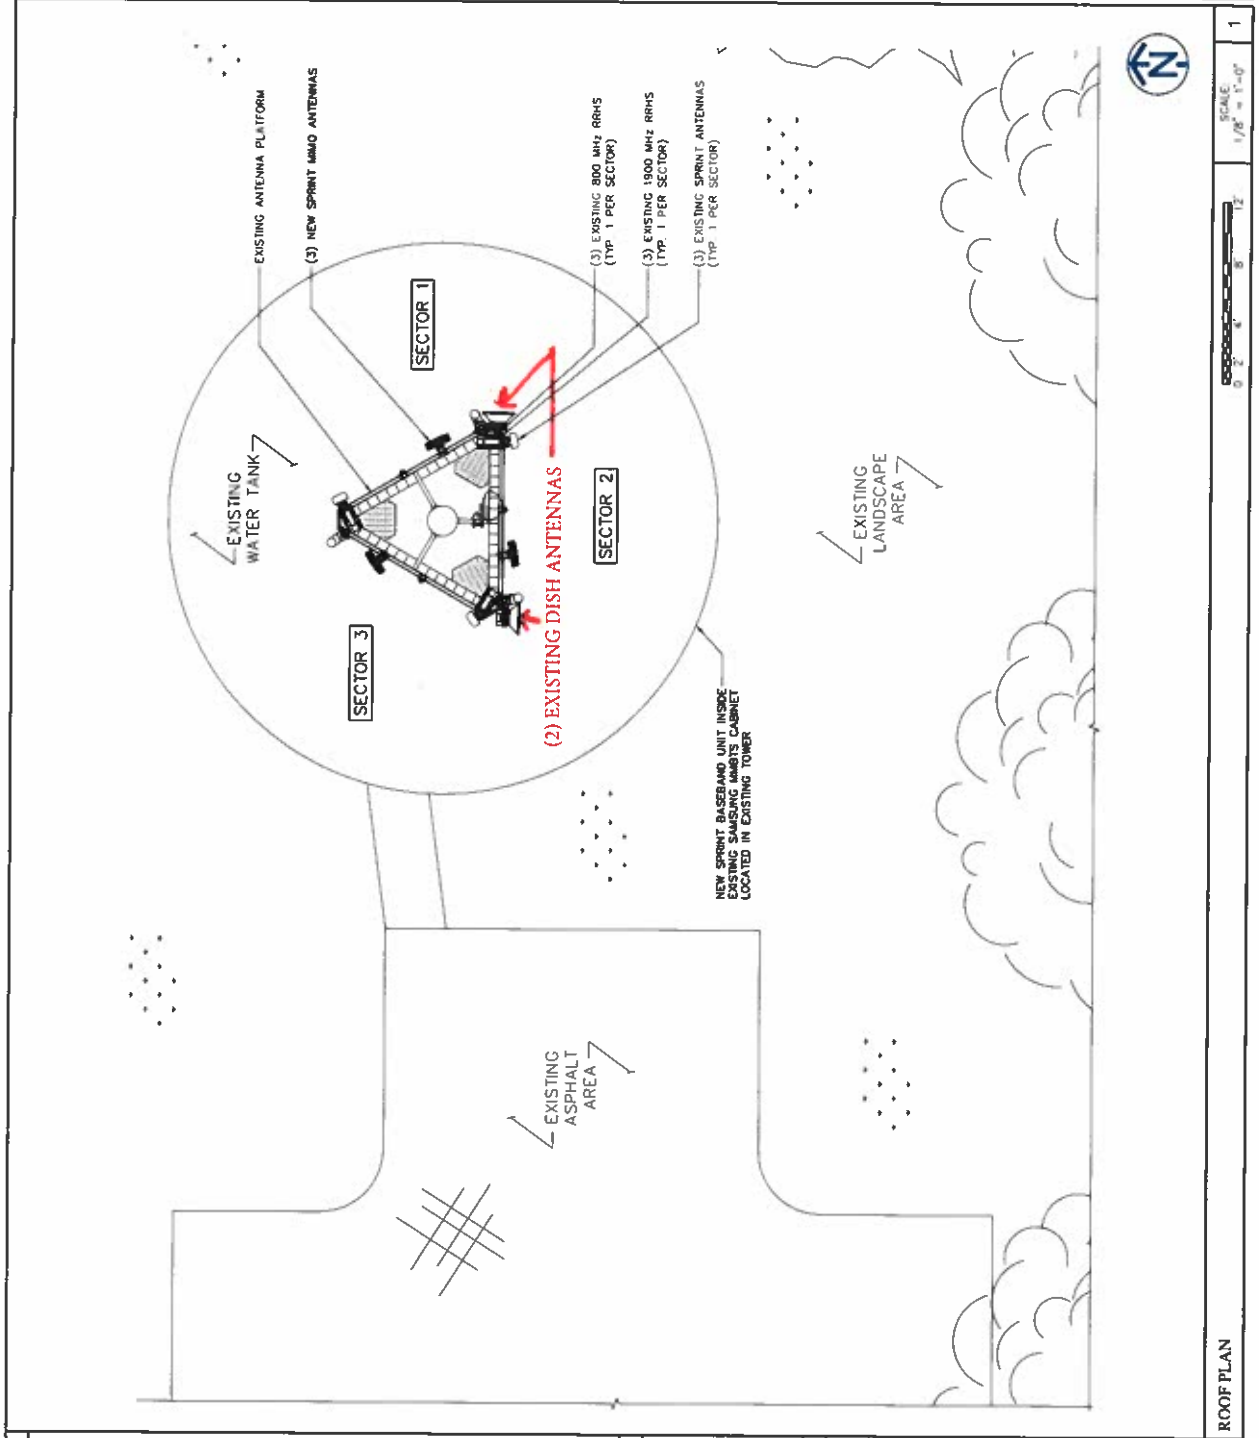 EXISTING ANTENNA PLATFORM
(3) NEW SPRINT MIMO ANTENNAS
EXISTING
WATER TANK
SECTOR 1
SECTOR 3
SECTOR 2
(2) EXISTING DISH ANTENNAS
(3) EXISTING 800 MHz RRHS
(TYP. 1 PER SECTOR)
(3) EXISTING 1900 MHz RRHS
(TYP. 1 PER SECTOR)
(3) EXISTING SPRINT ANTENNAS
(TYP. 1 PER SECTOR)
NEW SPRINT BASEBAND UNIT INSIDE
EXISTING SAMSUNG MMBTS CABINET
LOCATED IN EXISTING TOWER
EXISTING
LANDSCAPE
AREA
EXISTING
ASPHALT
AREA
N
ROOF PLAN
0 2' 4' 8' 12'
SCALE:
1/8" = 1'-0"
1